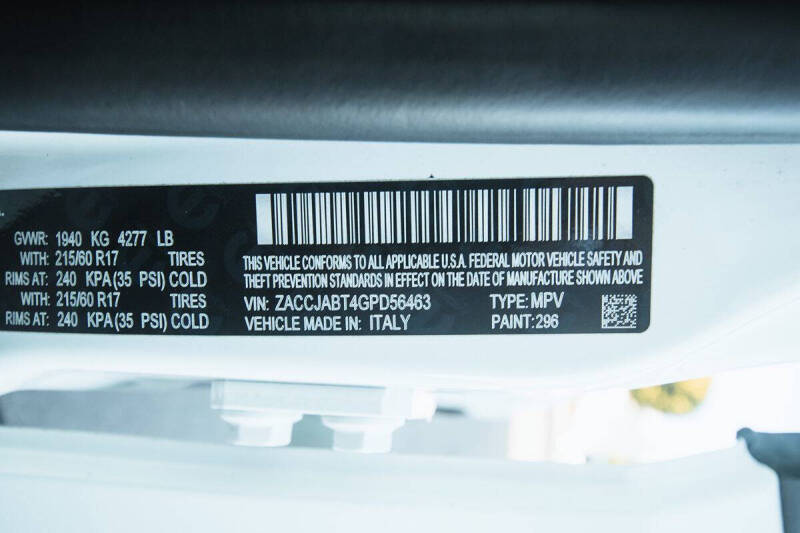 GVWR: 1940 KG 4277 LB
WITH: 215/60 R17 TIRES
RIMS AT: 240 KPA(35 PSI) COLD
WITH: 215/60 R17 TIRES
RIMS AT: 240 KPA(35 PSI) COLD
THIS VEHICLE CONFORMS TO ALL APPLICABLE U.S.A. FEDERAL MOTOR VEHICLE SAFETY AND
THEFT PREVENTION STANDARDS IN EFFECT ON THE DATE OF MANUFACTURE SHOWN ABOVE
VIN: ZACCJABT4GPD56463 TYPE: MPV
VEHICLE MADE IN: ITALY PAINT: 296